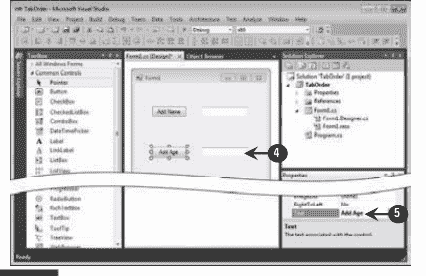 TabOrder - Microsoft Visual Studio
File Edit View Project Build Debug Team Data Tools Architecture Test Analyze Window Help
Debug x86
Toolbox
Form1.cs [Design]* Object Browser
Solution Explorer
All Windows Forms
Common Controls
Pointer
Button
CheckBox
CheckedListBox
ComboBox
DateTimePicker
Label
LinkLabel
ListBox
ListView
Form1
Add Name
Add Age
4
Solution 'TabOrder' (1 project)
TabOrder
Properties
References
Form1.cs
Form1.Designer.cs
Form1.resx
Program.cs
Properties
ProgressBar
RadioButton
RichTextBox
TextBox
ToolTip
TreeView
WebBrowser
RightToLeft No
Text Add Age
5
Text
The text associated with the control.
Ready